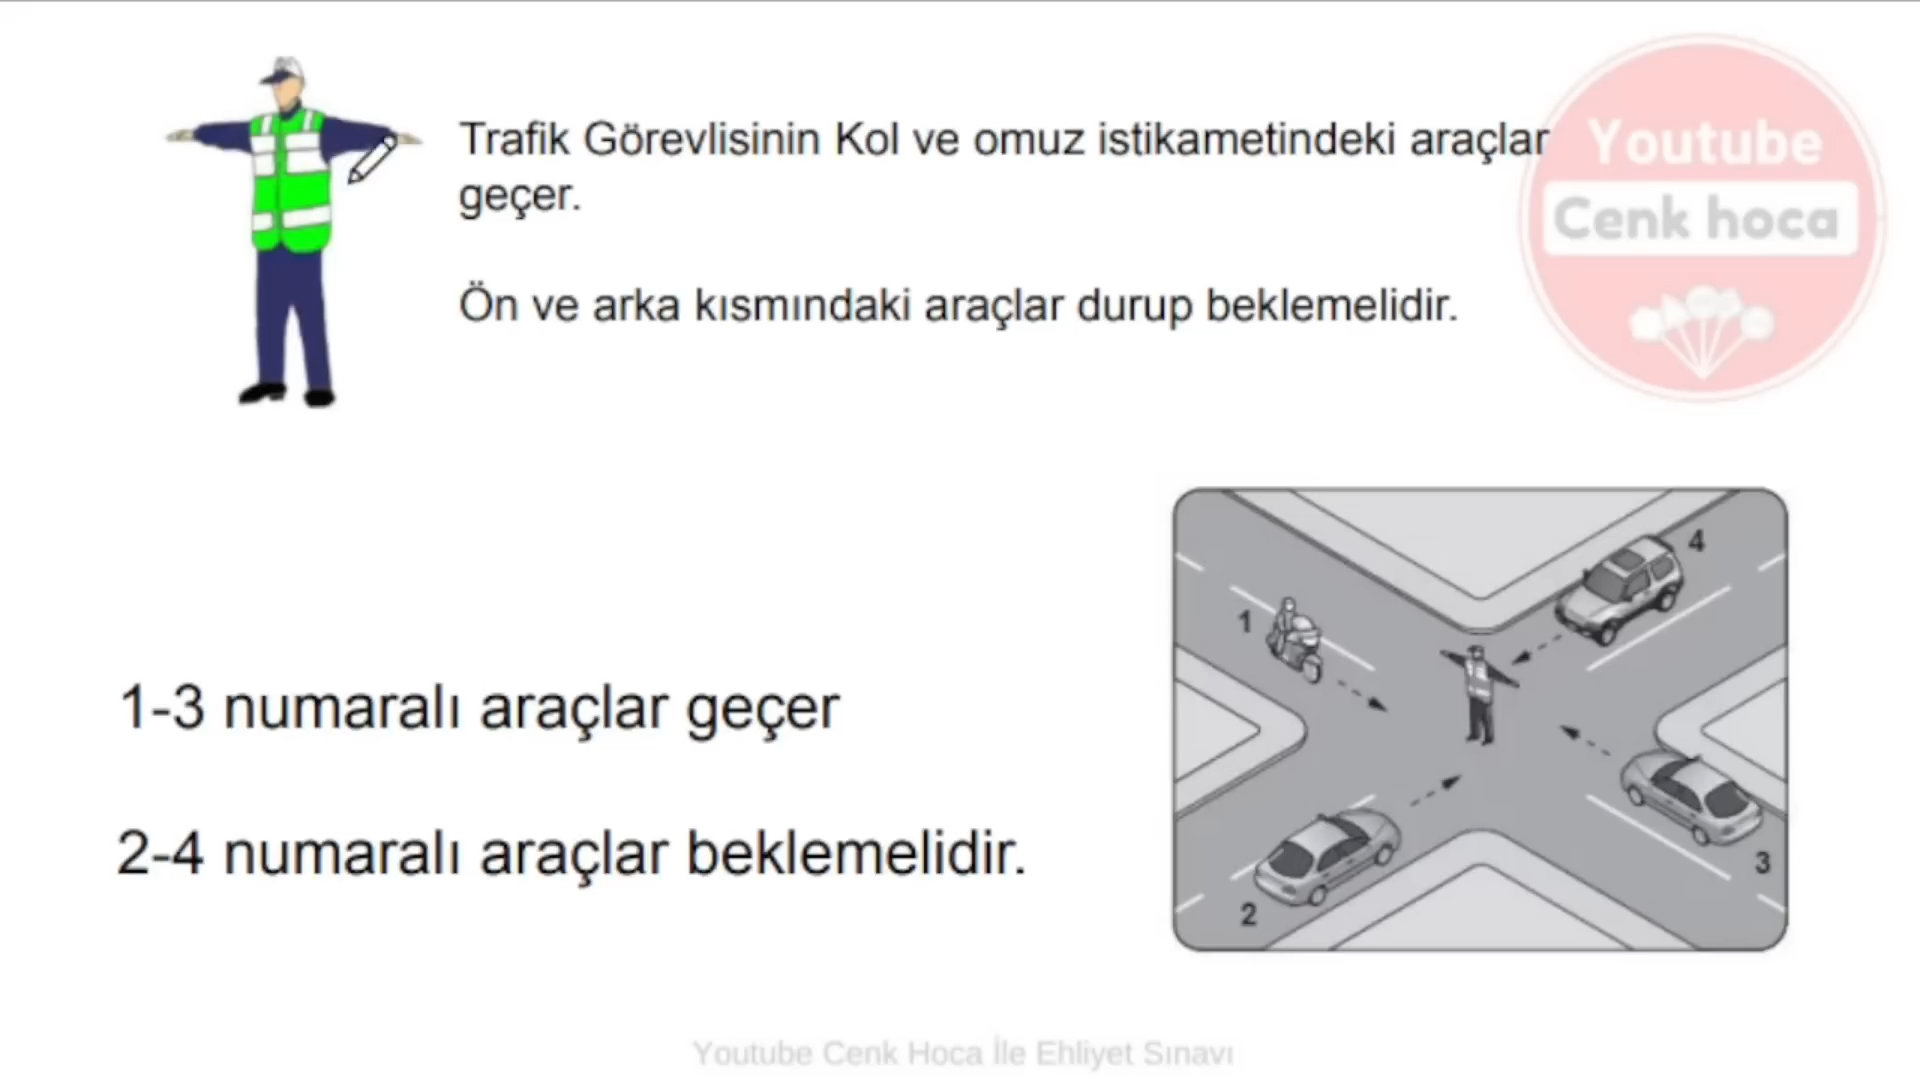 Trafik Görevlisinin Kol ve omuz istikametindeki araçlar
geçer.
Ön ve arka kısmındaki araçlar durup beklemelidir.
Youtube
Cenk hoca
1-3 numaralı araçlar geçer
2-4 numaralı araçlar beklemelidir.
4
1
3
2
Youtube Cenk Hoca İle Ehliyet Sınavı